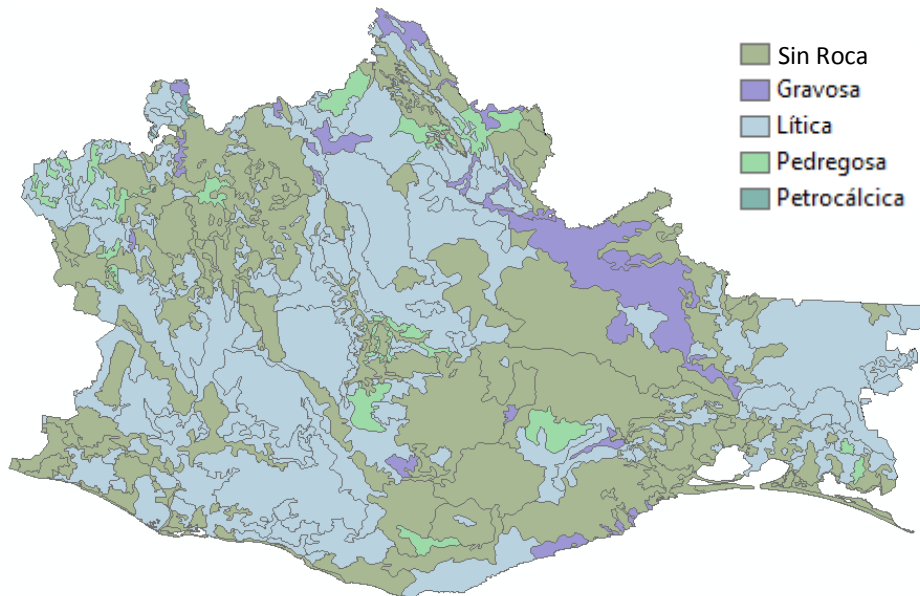 Sin Roca
Gravosa
Lítica
Pedregosa
Petrocálcica